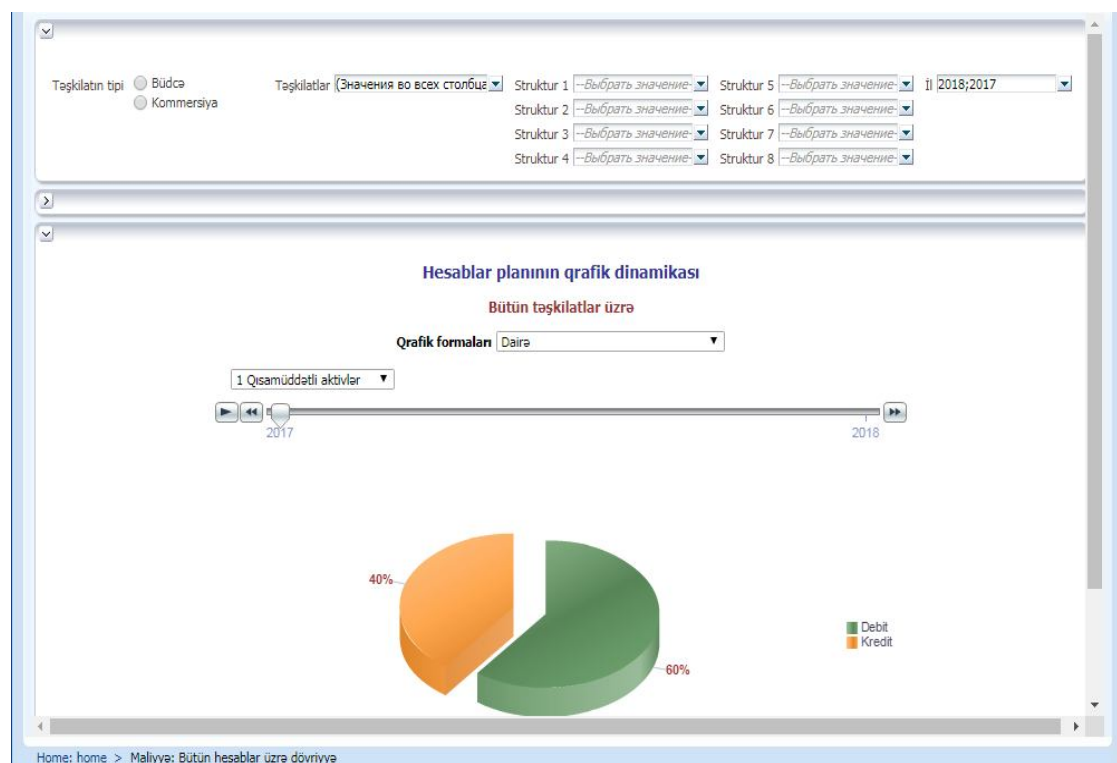 Təşkilatın tipi Büdcə Təşkilatlar (Значения во всех столбца Struktur 1 --Выбрать значение- Struktur 5 --Выбрать значение- İl 2018;2017
Kommersiya Struktur 2 --Выбрать значение- Struktur 6 --Выбрать значение-
Struktur 3 --Выбрать значение- Struktur 7 --Выбрать значение-
Struktur 4 --Выбрать значение- Struktur 8 --Выбрать значение-
Hesablar planının qrafik dinamikası
Bütün təşkilatlar üzrə
Qrafik formaları Dairə
1 Qısamüddətli aktivlər
2017 2018
40%
Debit
Kredit
60%
Home: home > Maliyyə: Bütün hesablar üzrə dövriyyə